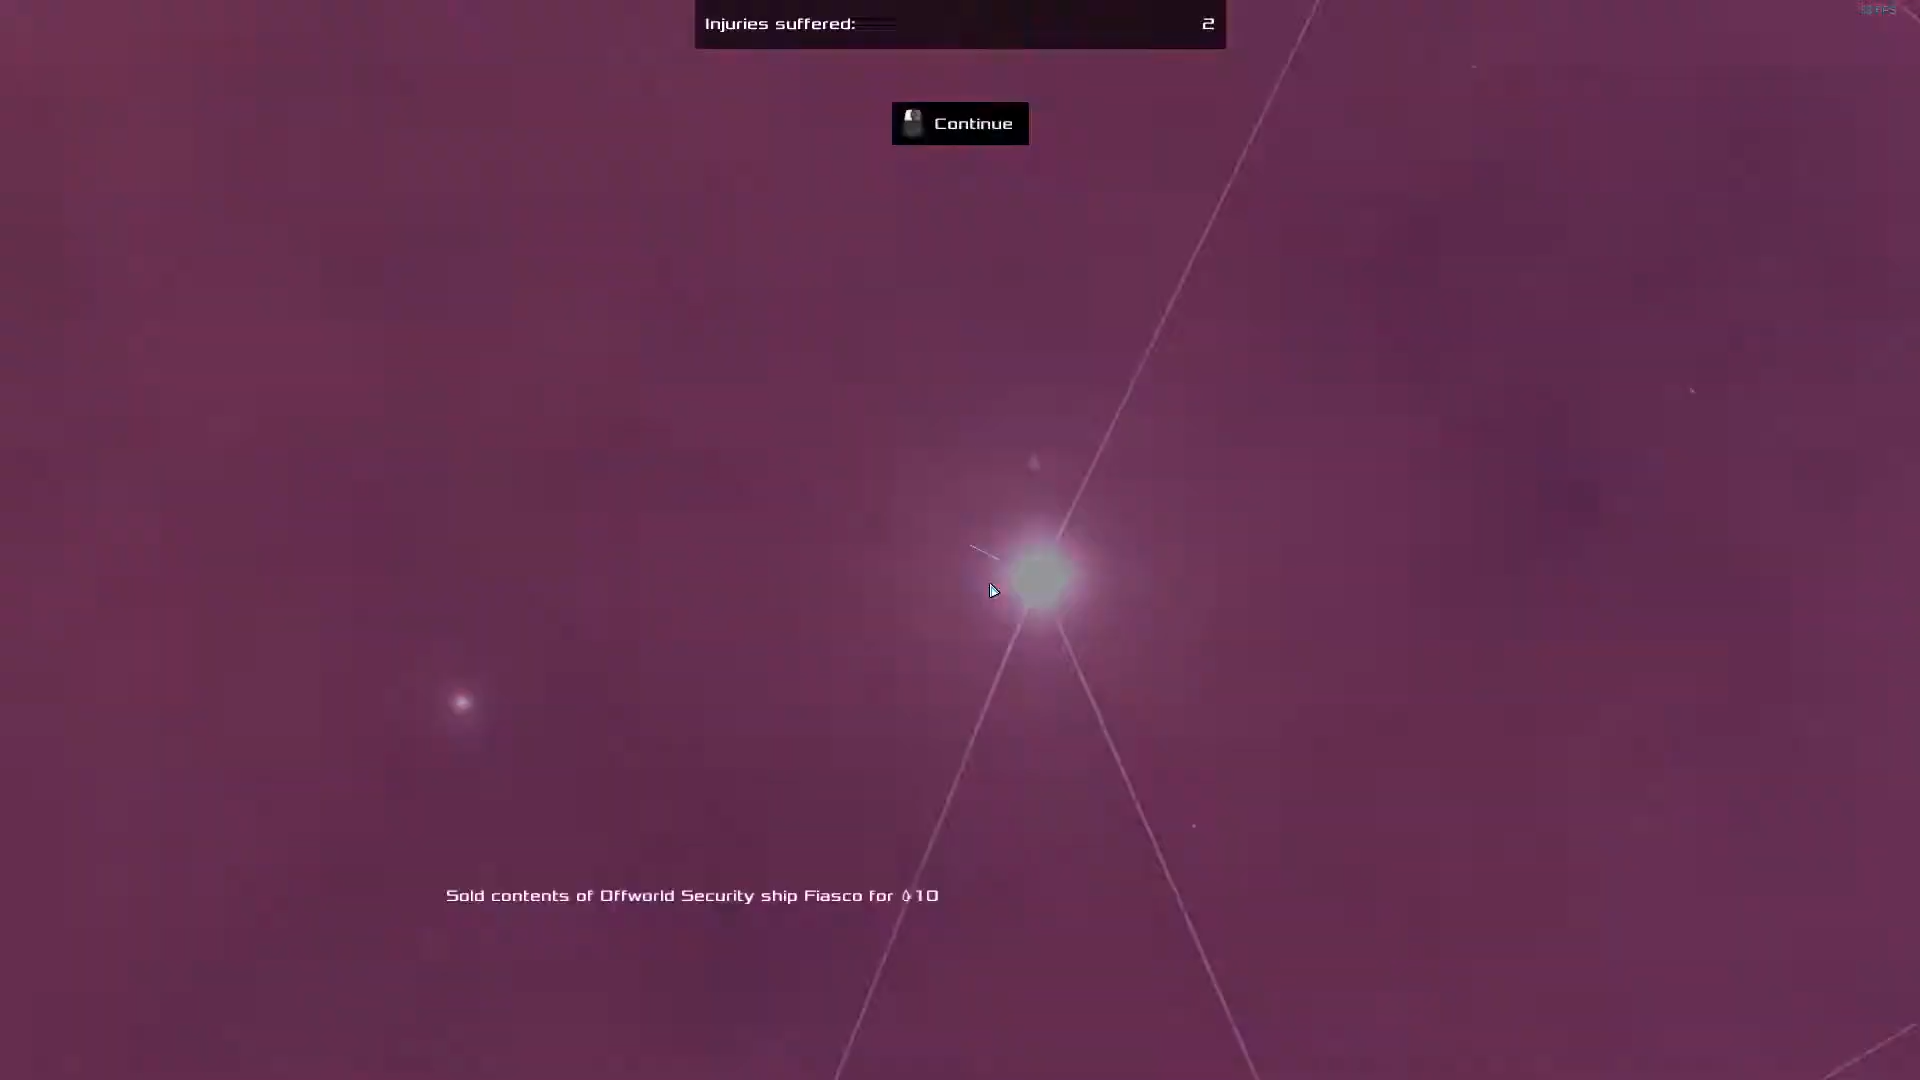 Injuries suffered: 2
Continue
Sold contents of Offworld Security ship Fiasco for 10